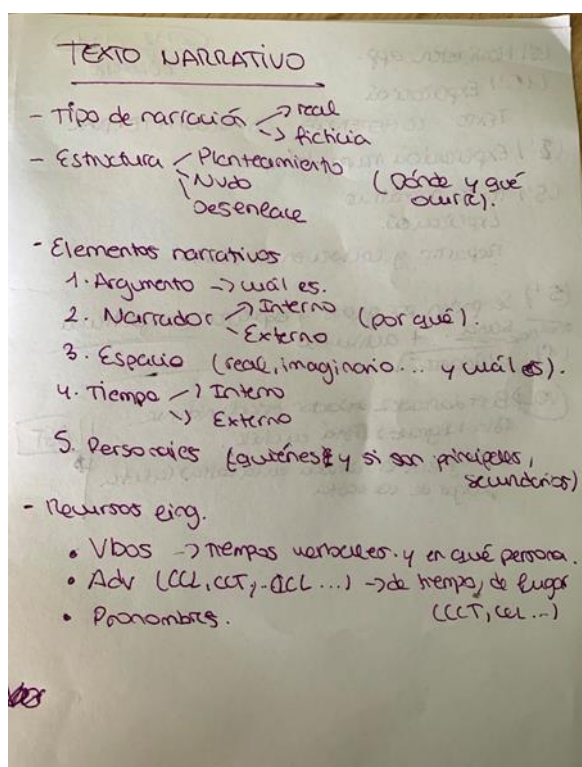 TEXTO NARRATIVO
- Tipo de narración → real
→ ficticia
- Estructura Planteamiento
Nudo (Dónde y qué ocurre).
Desenlace
- Elementos narrativos
1. Argumento → cuál es.
2. Narrador → Interno
Externo (por qué).
3. Espacio (real, imaginario... y cuál es).
4. Tiempo → Interno
→ Externo
5. Personajes (quiénes y si son principales, secundarios)
- Recursos ling.
• Vbos → Tiempos verbales. y en qué persona.
• Adv (CCL, CCT, CCL...) → de tiempo, de lugar
(CCT, CCL...)
• Pronombres.